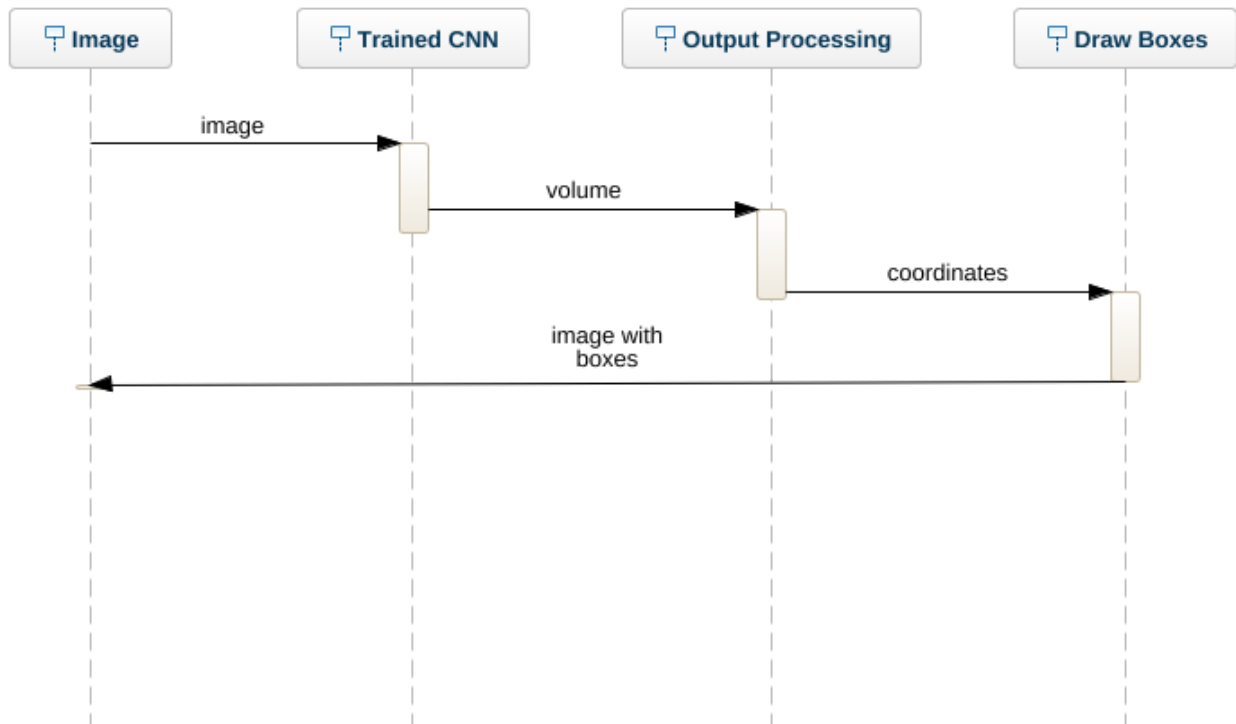 Image
Trained CNN
Output Processing
Draw Boxes
image
volume
coordinates
image with
boxes